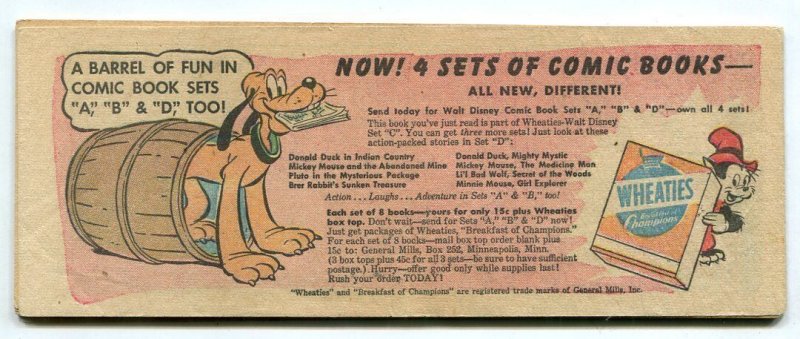 A BARREL OF FUN IN
COMIC BOOK SETS
"A," "B" & "D," TOO!
NOW! 4 SETS OF COMIC BOOKS—
ALL NEW, DIFFERENT!
Send today for Walt Disney Comic Book Sets "A," "B" & "D"—own all 4 sets!
This book you've just read is part of Wheaties-Walt Disney
Set "C". You can get three more sets! Just look at these
action-packed stories in Set "D":
Donald Duck in Indian Country
Mickey Mouse and the Abandoned Mine
Pluto in the Mysterious Package
Brer Rabbit's Sunken Treasure
Donald Duck, Mighty Mystic
Mickey Mouse, The Medicine Man
Li'l Bad Wolf, Secret of the Woods
Minnie Mouse, Girl Explorer
Action . . . Laughs . . . Adventure in Sets "A" & "B," too!
Each set of 8 books—yours for only 15c plus Wheaties
box top. Don't wait—send for Sets "A," "B" & "D" now!
Just get packages of Wheaties, "Breakfast of Champions."
For each set of 8 books—mail box top order blank plus
15c to: General Mills, Box 252, Minneapolis, Minn.
(3 box tops plus 45c for all 3 sets—be sure to have sufficient
postage.) Hurry—offer good only while supplies last!
Rush your order TODAY!
"Wheaties" and "Breakfast of Champions" are registered trade marks of General Mills, Inc.
WHEATIES
Breakfast of
Champions